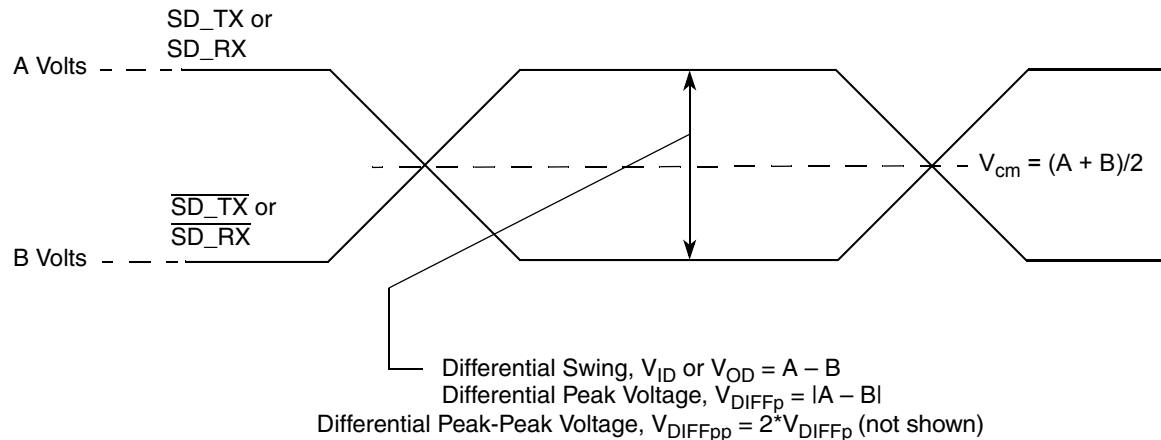 SD_TX or
SD_RX
A Volts
V_cm = (A + B)/2
SD_TX or
SD_RX
B Volts
Differential Swing, V_ID or V_OD = A – B
Differential Peak Voltage, V_DIFFp = |A – B|
Differential Peak-Peak Voltage, V_DIFFpp = 2*V_DIFFp (not shown)